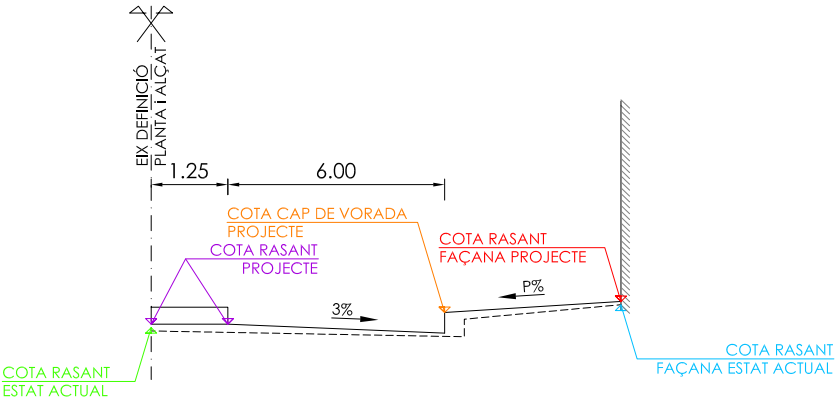 EIX DEFINICIÓ
PLANTA i ALÇAT
1.25
6.00
COTA CAP DE VORADA
PROJECTE
COTA RASANT
PROJECTE
COTA RASANT
FAÇANA PROJECTE
3%
P%
COTA RASANT
ESTAT ACTUAL
COTA RASANT
FAÇANA ESTAT ACTUAL